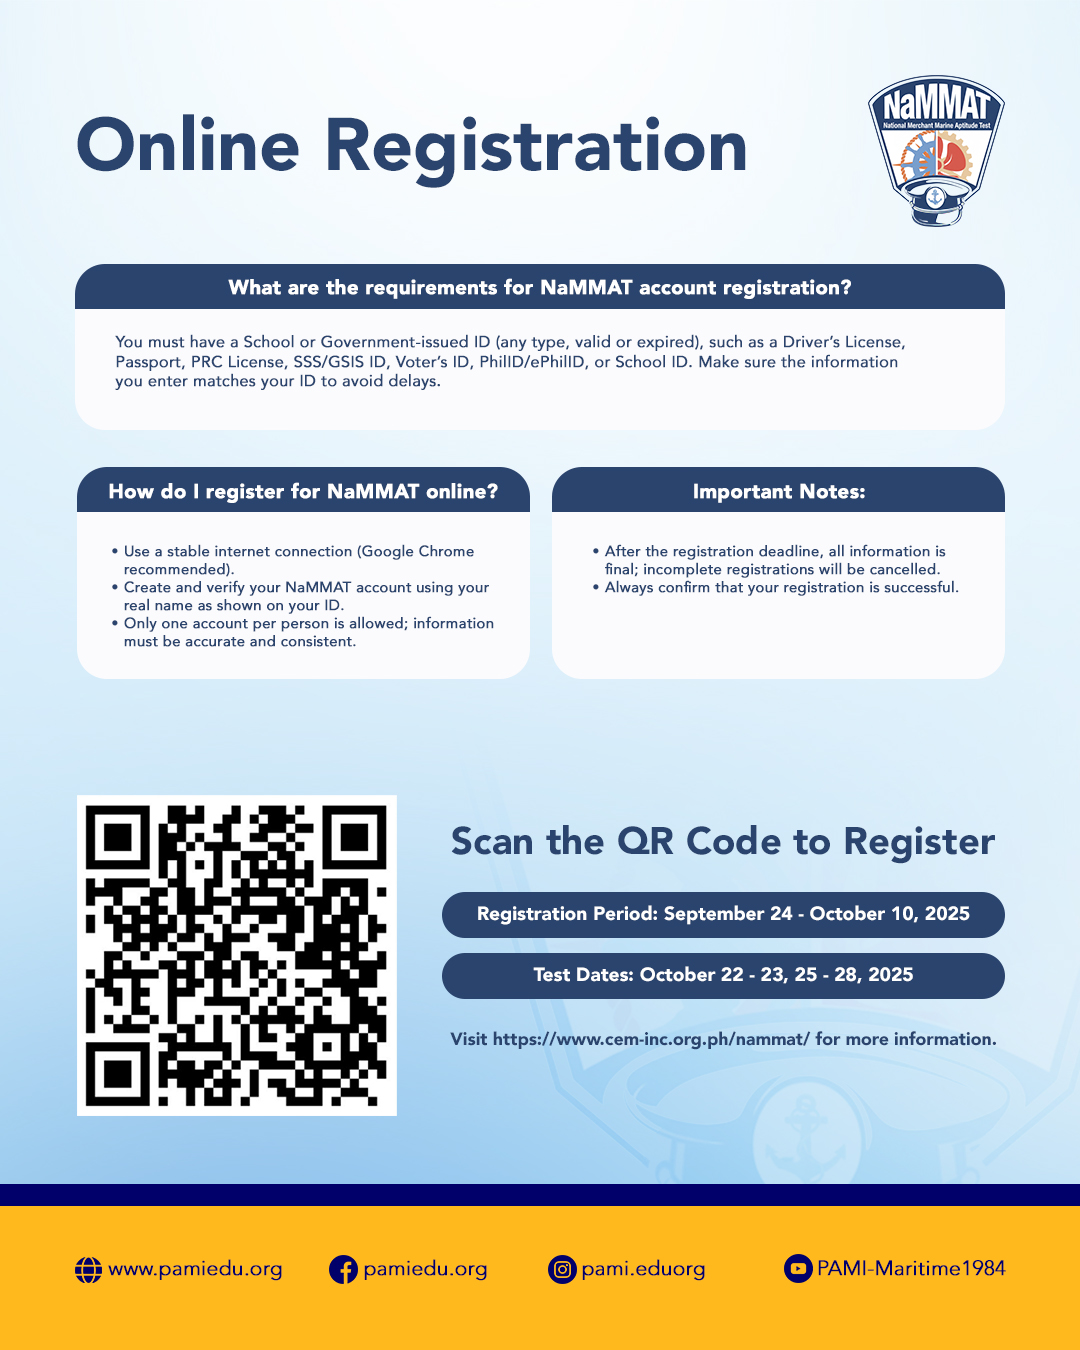 Online Registration
NaMMAT
National Merchant Marine Aptitude Test
What are the requirements for NaMMAT account registration?
You must have a School or Government-issued ID (any type, valid or expired), such as a Driver's License,
Passport, PRC License, SSS/GSIS ID, Voter's ID, PhilID/ePhilID, or School ID. Make sure the information
you enter matches your ID to avoid delays.
How do I register for NaMMAT online?
• Use a stable internet connection (Google Chrome
recommended).
• Create and verify your NaMMAT account using your
real name as shown on your ID.
• Only one account per person is allowed; information
must be accurate and consistent.
Important Notes:
• After the registration deadline, all information is
final; incomplete registrations will be cancelled.
• Always confirm that your registration is successful.
Scan the QR Code to Register
Registration Period: September 24 - October 10, 2025
Test Dates: October 22 - 23, 25 - 28, 2025
Visit https://www.cem-inc.org.ph/nammat/ for more information.
www.pamiedu.org
pamiedu.org
pami.eduorg
PAMI-Maritime1984